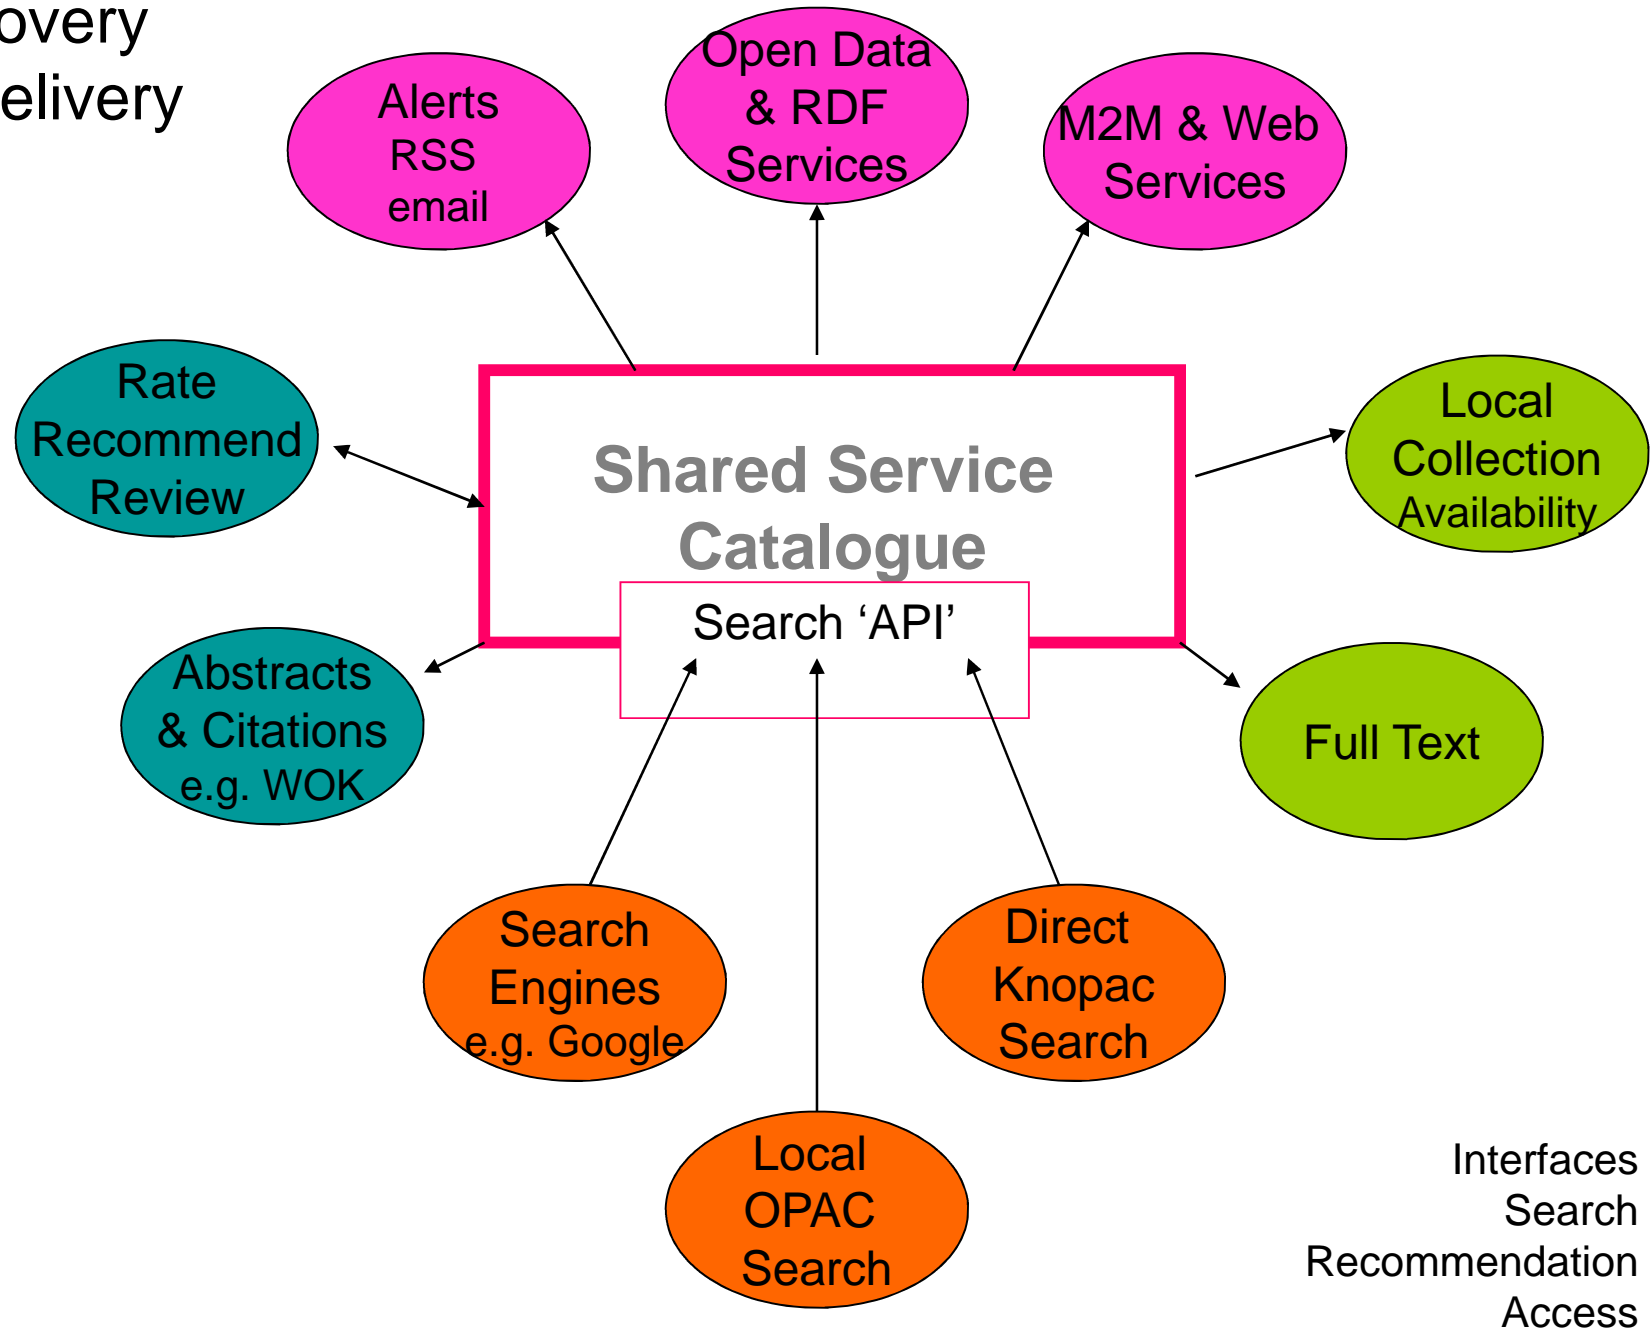 overy
elivery
Alerts
RSS
email
Open Data
& RDF
Services
M2M & Web
Services
Rate
Recommend
Review
Shared Service
Catalogue
Search ‘API’
Local
Collection
Availability
Abstracts
& Citations
e.g. WOK
Full Text
Search
Engines
e.g. Google
Direct
Knopac
Search
Local
OPAC
Search
Interfaces
Search
Recommendation
Access